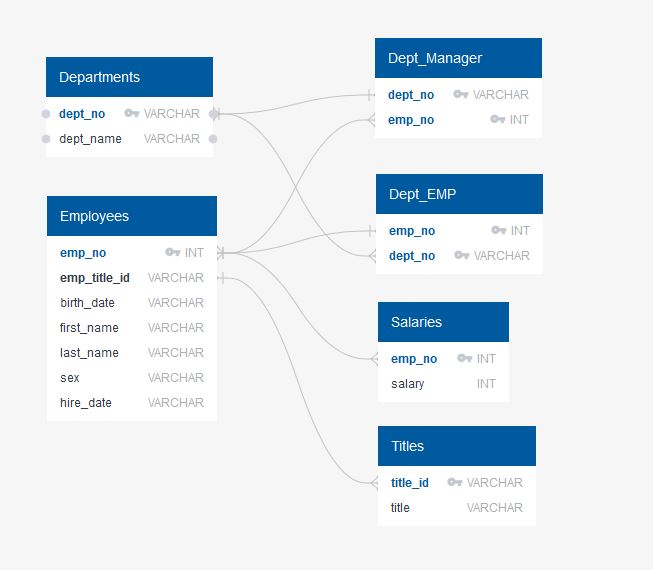 Departments
dept_no VARCHAR
dept_name VARCHAR
Employees
emp_no INT
emp_title_id VARCHAR
birth_date VARCHAR
first_name VARCHAR
last_name VARCHAR
sex VARCHAR
hire_date VARCHAR
Dept_Manager
dept_no VARCHAR
emp_no INT
Dept_EMP
emp_no INT
dept_no VARCHAR
Salaries
emp_no INT
salary INT
Titles
title_id VARCHAR
title VARCHAR